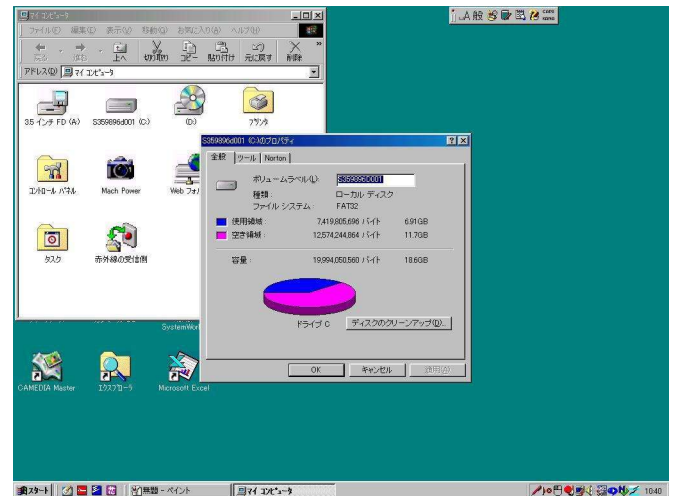 マイ コンピュータ
ファイル(F) 編集(E) 表示(V) 移動(G) お気に入り(A) ヘルプ(H)
戻る 進む 上へ 切り取り コピー 貼り付け 元に戻す 削除
アドレス(D) マイ コンピュータ
A般 CAPS KANA
3.5 インチ FD (A) S359896d001 (C) (D) プリンタ
コントロール パネル Mach Power Web フォル
タスク 赤外線の受信側
SystemWor
CAMEDIA Master エクスプローラ Microsoft Excel
S359896d001 (C)のプロパティ
全般 ツール Norton
ボリュームラベル(L): S359896D001
種類: ローカル ディスク
ファイル システム: FAT32
使用領域: 7,419,805,696 バイト 6.91GB
空き領域: 12,574,244,864 バイト 11.7GB
容量: 19,994,050,560 バイト 18.6GB
ドライブ C ディスクのクリーンアップ(D)...
OK キャンセル 適用(A)
スタート 無題 - ペイント マイ コンピュータ 10:40